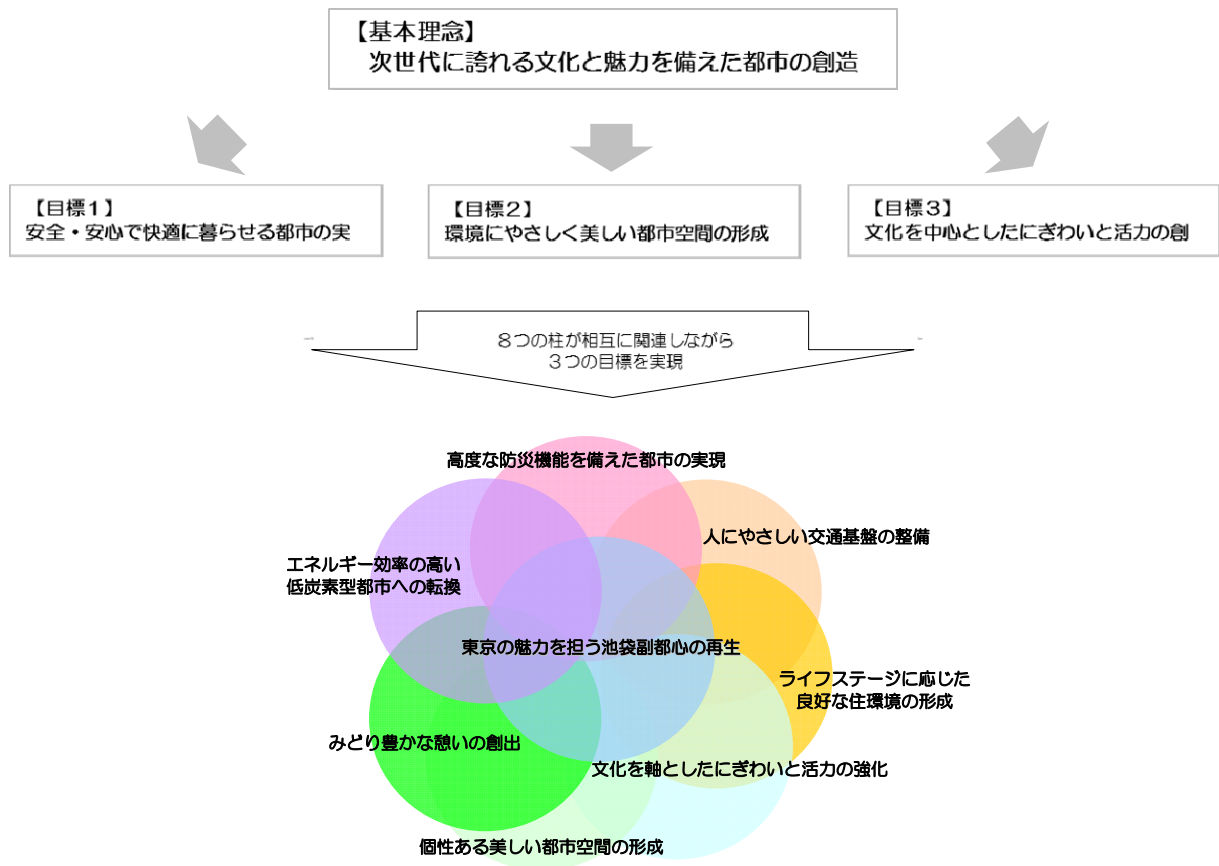 【基本理念】
次世代に誇れる文化と魅力を備えた都市の創造
【目標１】
安全・安心で快適に暮らせる都市の実
【目標２】
環境にやさしく美しい都市空間の形成
【目標３】
文化を中心としたにぎわいと活力の創
８つの柱が相互に関連しながら
３つの目標を実現
高度な防災機能を備えた都市の実現
人にやさしい交通基盤の整備
エネルギー効率の高い
低炭素型都市への転換
東京の魅力を担う池袋副都心の再生
ライフステージに応じた
良好な住環境の形成
みどり豊かな憩いの創出
文化を軸としたにぎわいと活力の強化
個性ある美しい都市空間の形成